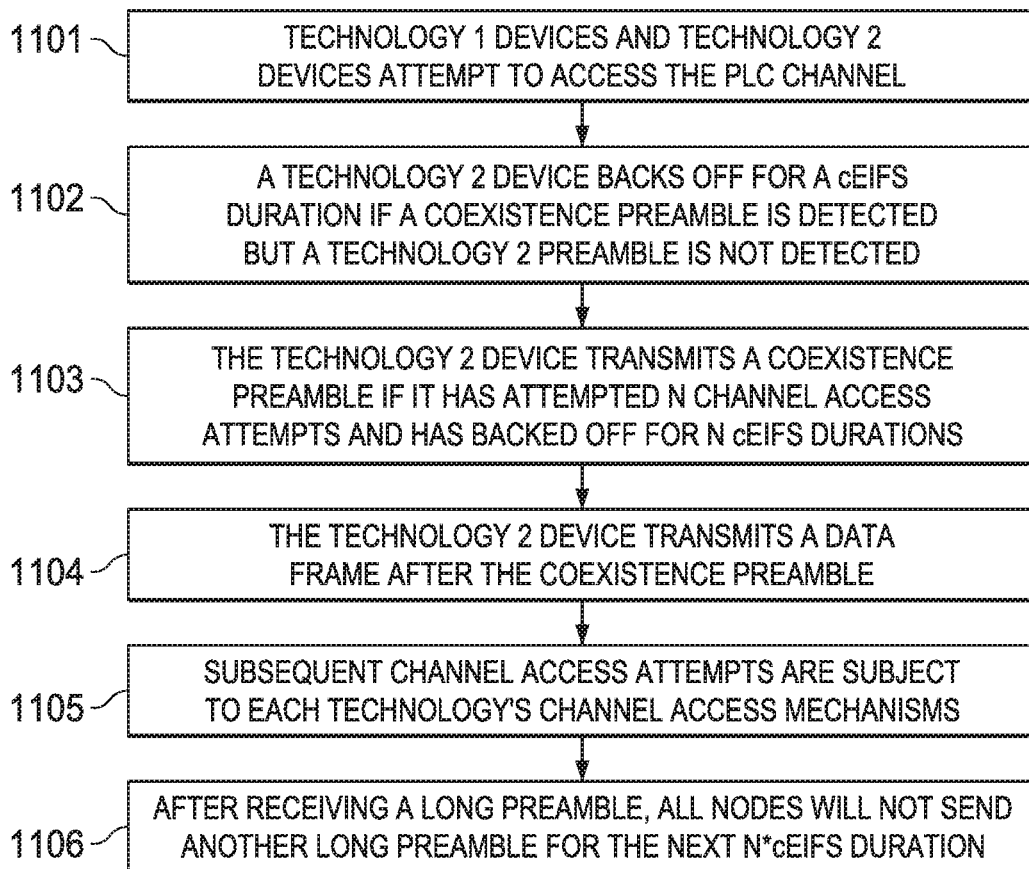 1101
TECHNOLOGY 1 DEVICES AND TECHNOLOGY 2
DEVICES ATTEMPT TO ACCESS THE PLC CHANNEL
1102
A TECHNOLOGY 2 DEVICE BACKS OFF FOR A cEIFS
DURATION IF A COEXISTENCE PREAMBLE IS DETECTED
BUT A TECHNOLOGY 2 PREAMBLE IS NOT DETECTED
1103
THE TECHNOLOGY 2 DEVICE TRANSMITS A COEXISTENCE
PREAMBLE IF IT HAS ATTEMPTED N CHANNEL ACCESS
ATTEMPTS AND HAS BACKED OFF FOR N cEIFS DURATIONS
1104
THE TECHNOLOGY 2 DEVICE TRANSMITS A DATA
FRAME AFTER THE COEXISTENCE PREAMBLE
1105
SUBSEQUENT CHANNEL ACCESS ATTEMPTS ARE SUBJECT
TO EACH TECHNOLOGY'S CHANNEL ACCESS MECHANISMS
1106
AFTER RECEIVING A LONG PREAMBLE, ALL NODES WILL NOT SEND
ANOTHER LONG PREAMBLE FOR THE NEXT N*cEIFS DURATION